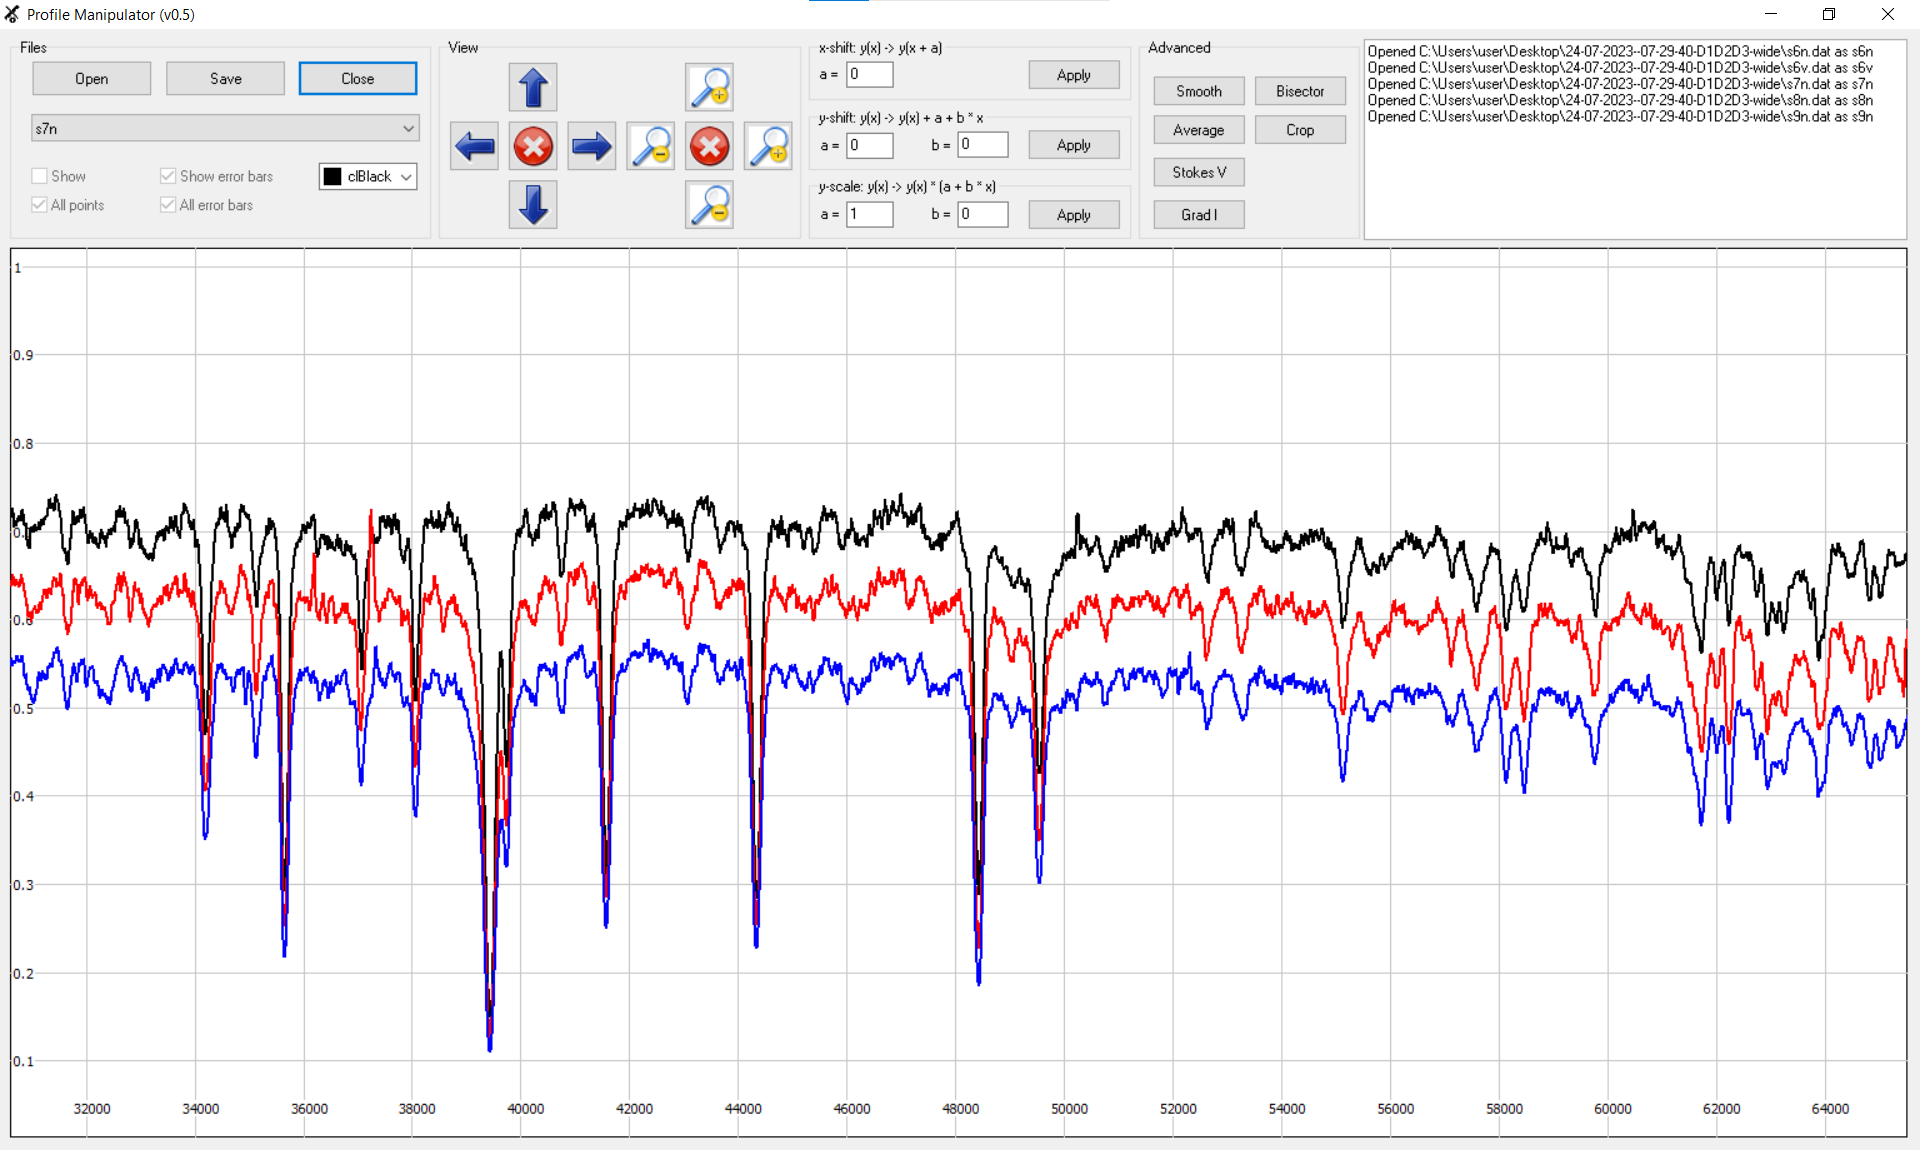 Profile Manipulator (v0.5)
Files
Open Save Close
s7n
Show Show error bars clBlack
All points All error bars
View
x-shift: y(x) -> y(x + a)
a = 0 Apply
y-shift: y(x) -> y(x) + a + b * x
a = 0 b = 0 Apply
y-scale: y(x) -> y(x) * (a + b * x)
a = 1 b = 0 Apply
Advanced
Smooth Bisector
Average Crop
Stokes V
Grad I
Opened C:\Users\user\Desktop\24-07-2023--07-29-40-D1D2D3-wide\s6n.dat as s6n
Opened C:\Users\user\Desktop\24-07-2023--07-29-40-D1D2D3-wide\s6v.dat as s6v
Opened C:\Users\user\Desktop\24-07-2023--07-29-40-D1D2D3-wide\s7n.dat as s7n
Opened C:\Users\user\Desktop\24-07-2023--07-29-40-D1D2D3-wide\s8n.dat as s8n
Opened C:\Users\user\Desktop\24-07-2023--07-29-40-D1D2D3-wide\s9n.dat as s9n
1
0.9
0.8
0.6
0.5
0.4
0.3
0.2
0.1
32000 34000 36000 38000 40000 42000 44000 46000 48000 50000 52000 54000 56000 58000 60000 62000 64000